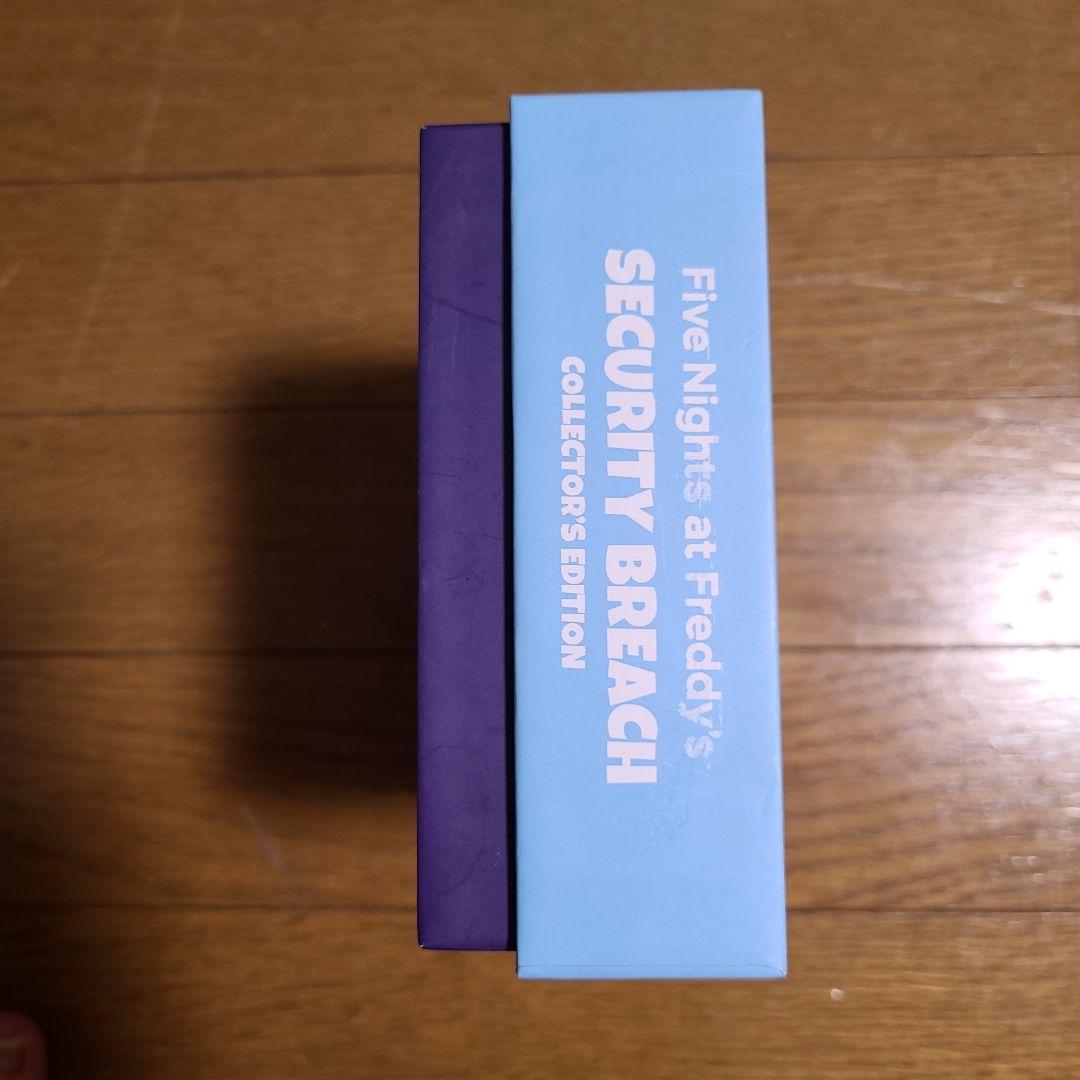 Five Nights at Freddy's
SECURITY BREACH
COLLECTOR'S EDITION